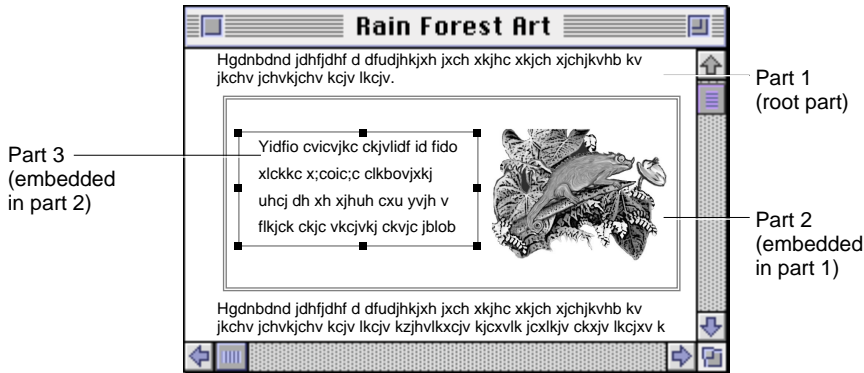 Rain Forest Art
Hgdnbdnd jdhfjdhf d dfudjhkjxh jxch xkjhc xkjch xjchjkvhb kv
jkchv jchvkjchv kcjv lkcjv.
Part 1
(root part)
Yidfio cvicvjkc ckjvlidf id fido
xlckkc x;coic;c clkbovjxkj
uhcj dh xh xjhuh cxu yvjh v
flkjck ckjc vkcjvkj ckvjc jblob
Part 3
(embedded
in part 2)
Part 2
(embedded
in part 1)
Hgdnbdnd jdhfjdhf d dfudjhkjxh jxch xkjhc xkjch xjchjkvhb kv
jkchv jchvkjchv kcjv lkcjv kzjhvlkxcjv kjcxvlk jcxlkjv ckxjv lkcjxv k